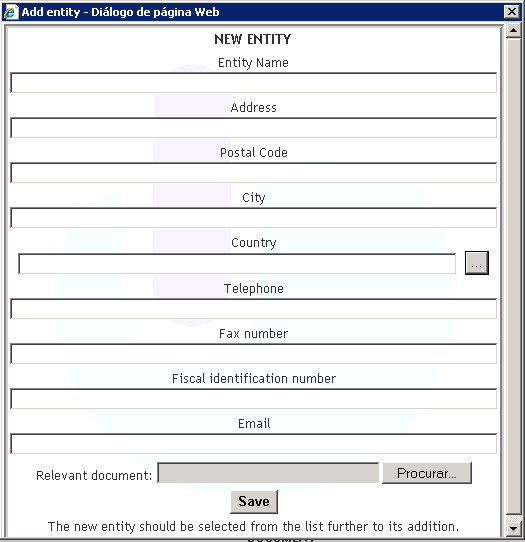 Add entity - Diálogo de página Web
NEW ENTITY
Entity Name
Address
Postal Code
City
Country
...
Telephone
Fax number
Fiscal identification number
Email
Relevant document: Procurar...
Save
The new entity should be selected from the list further to its addition.
DOCUMENT